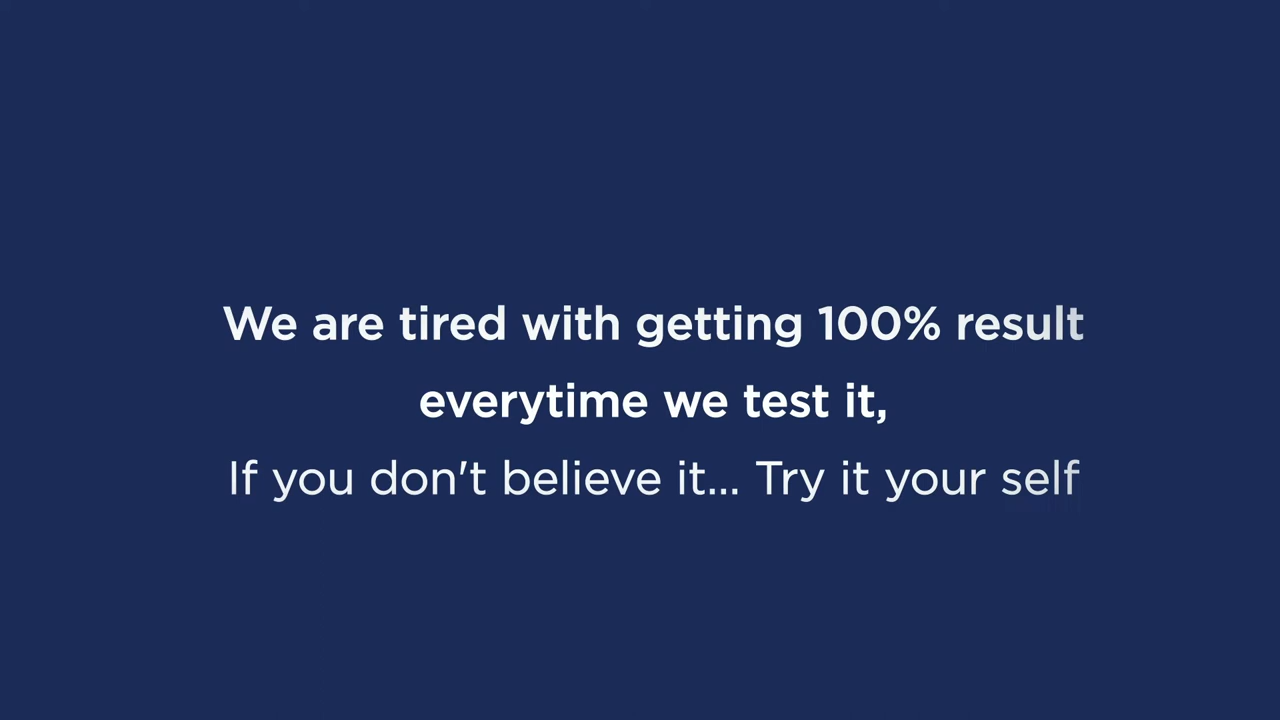 We are tired with getting 100% result
everytime we test it,
If you don't believe it... Try it your self